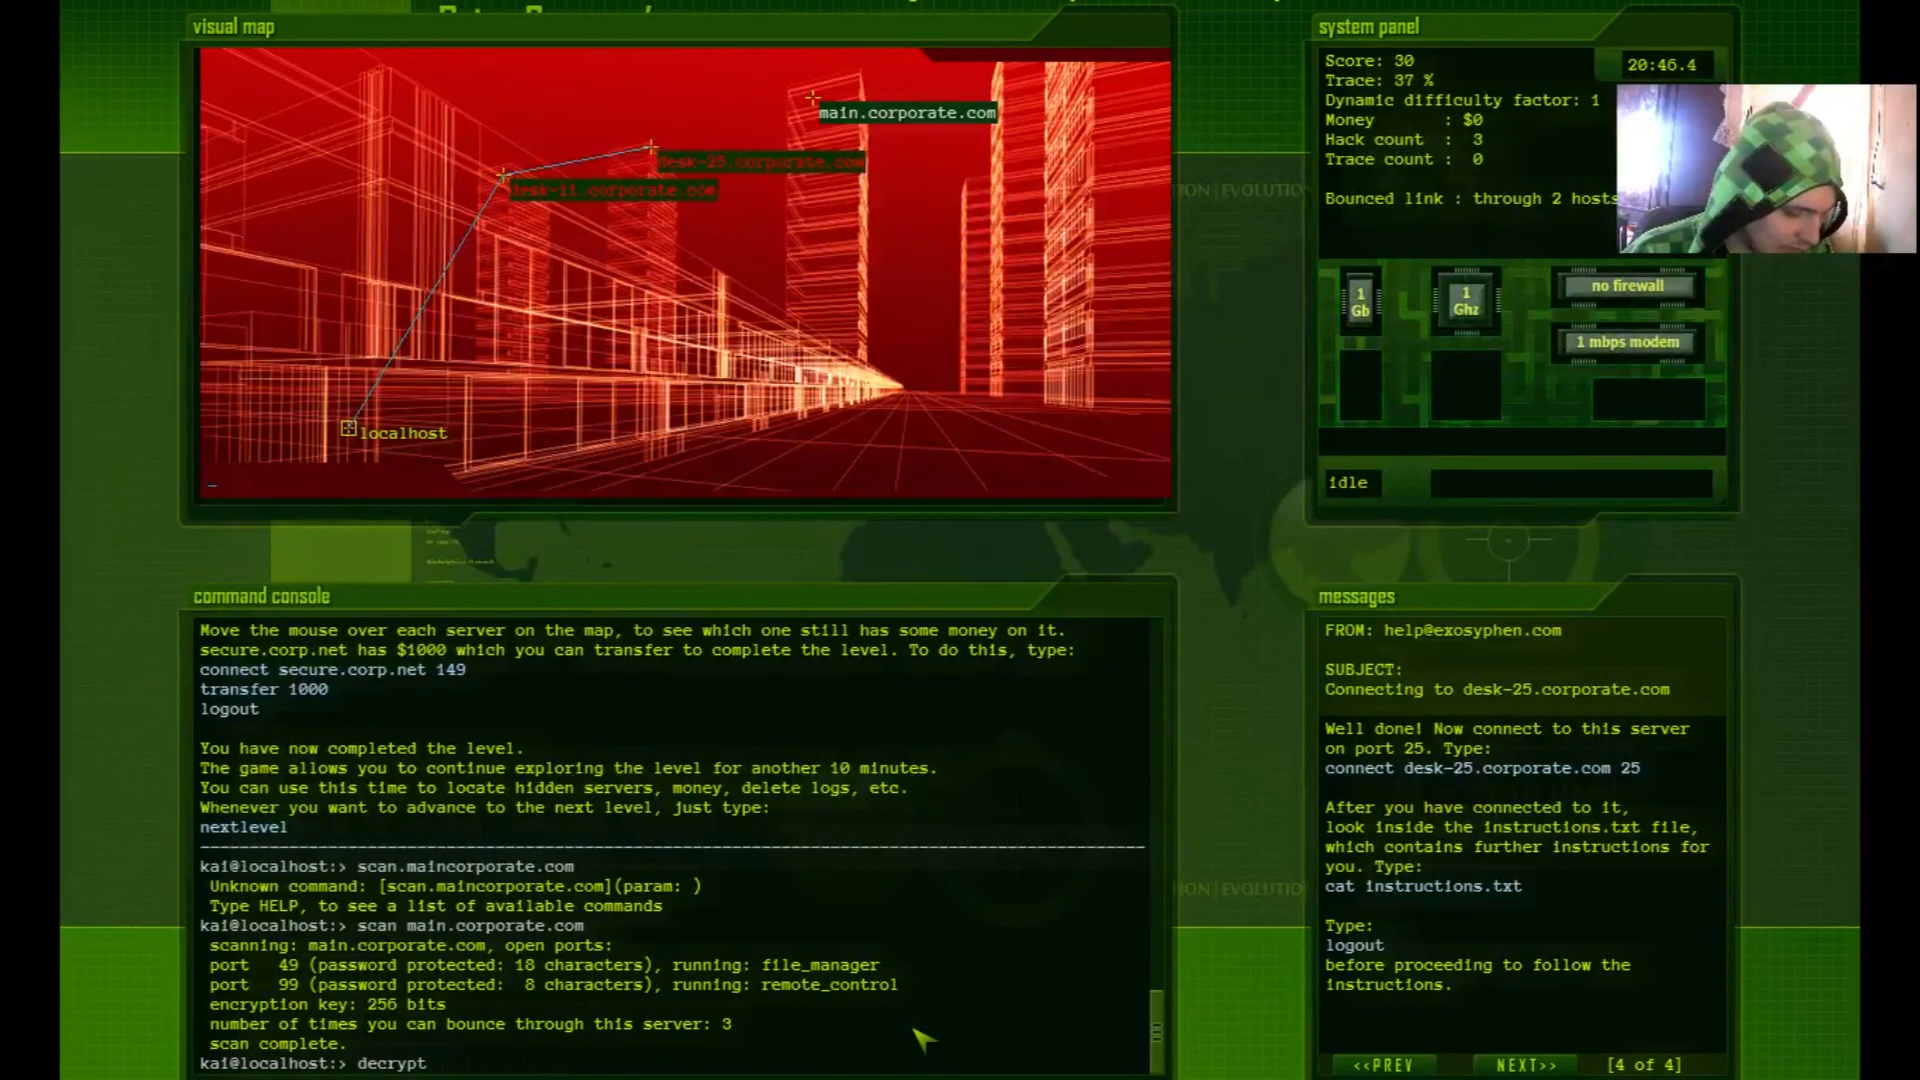 visual map
main.corporate.com
desk-25.corporate.com
desk-11.corporate.com
localhost
system panel
Score: 30
20:46.4
Trace: 37 %
Dynamic difficulty factor: 1
Money : $0
Hack count : 3
Trace count : 0
Bounced link : through 2 hosts
1 Gb
1 Ghz
no firewall
1 mbps modem
idle
EVOLUTIO
command console
Move the mouse over each server on the map, to see which one still has some money on it.
secure.corp.net has $1000 which you can transfer to complete the level. To do this, type:
connect secure.corp.net 149
transfer 1000
logout
You have now completed the level.
The game allows you to continue exploring the level for another 10 minutes.
You can use this time to locate hidden servers, money, delete logs, etc.
Whenever you want to advance to the next level, just type:
nextlevel
kai@localhost:> scan.maincorporate.com
Unknown command: [scan.maincorporate.com](param: )
Type HELP, to see a list of available commands
kai@localhost:> scan main.corporate.com
scanning: main.corporate.com, open ports:
port 49 (password protected: 18 characters), running: file_manager
port 99 (password protected: 8 characters), running: remote_control
encryption key: 256 bits
number of times you can bounce through this server: 3
scan complete.
kai@localhost:> decrypt
EVOLUTIO
messages
FROM: help@exosyphen.com
SUBJECT:
Connecting to desk-25.corporate.com
Well done! Now connect to this server
on port 25. Type:
connect desk-25.corporate.com 25
After you have connected to it,
look inside the instructions.txt file,
which contains further instructions for
you. Type:
cat instructions.txt
Type:
logout
before proceeding to follow the
instructions.
<<PREV NEXT>> [4 of 4]